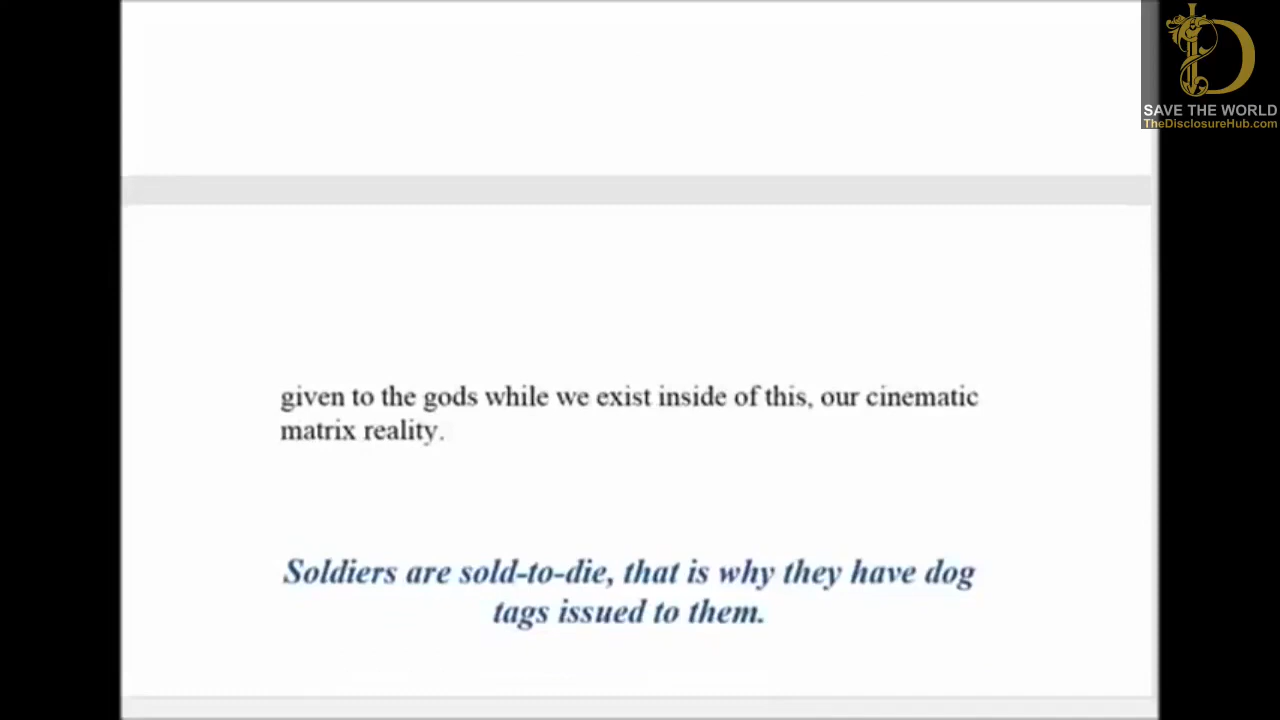 SAVE THE WORLD
TheDisclosureHub.com
given to the gods while we exist inside of this, our cinematic
matrix reality.
Soldiers are sold-to-die, that is why they have dog
tags issued to them.